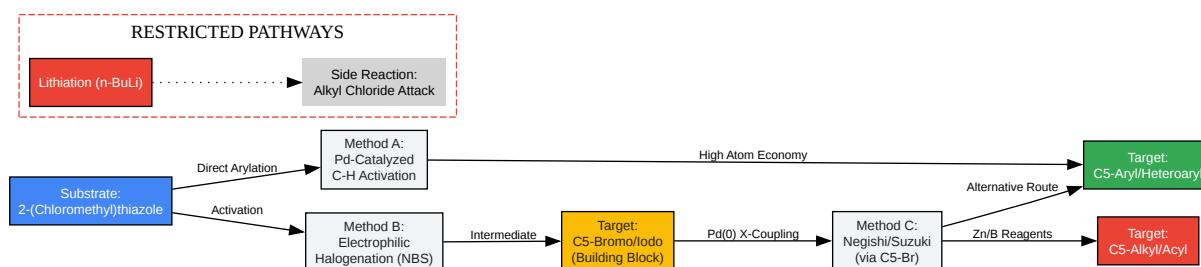 RESTRICTED PATHWAYS
Lithiation (n-BuLi)
Side Reaction:
Alkyl Chloride Attack
Substrate:
2-(Chloromethyl)thiazole
Direct Arylation
Activation
Method A:
Pd-Catalyzed
C-H Activation
High Atom Economy
Method B:
Electrophilic
Halogenation (NBS)
Intermediate
Target:
C5-Bromo/Iodo
(Building Block)
Pd(0) X-Coupling
Method C:
Negishi/Suzuki
(via C5-Br)
Alternative Route
Zn/B Reagents
Target:
C5-Aryl/Heteroaryl
Target:
C5-Alkyl/Acyl